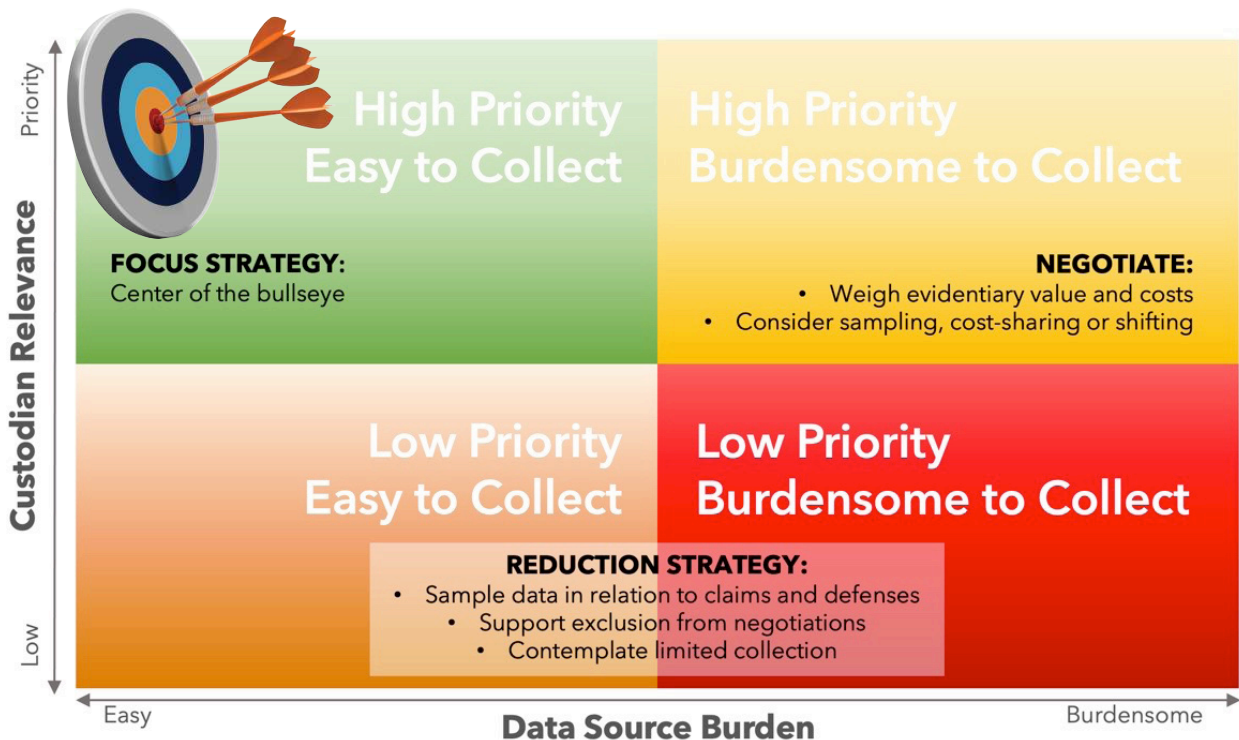 Priority
High Priority
Easy to Collect
High Priority
Burdensome to Collect
FOCUS STRATEGY:
Center of the bullseye
NEGOTIATE:
• Weigh evidentiary value and costs
• Consider sampling, cost-sharing or shifting
Custodian Relevance
Low Priority
Easy to Collect
Low Priority
Burdensome to Collect
REDUCTION STRATEGY:
• Sample data in relation to claims and defenses
• Support exclusion from negotiations
• Contemplate limited collection
Low
Easy
Data Source Burden
Burdensome